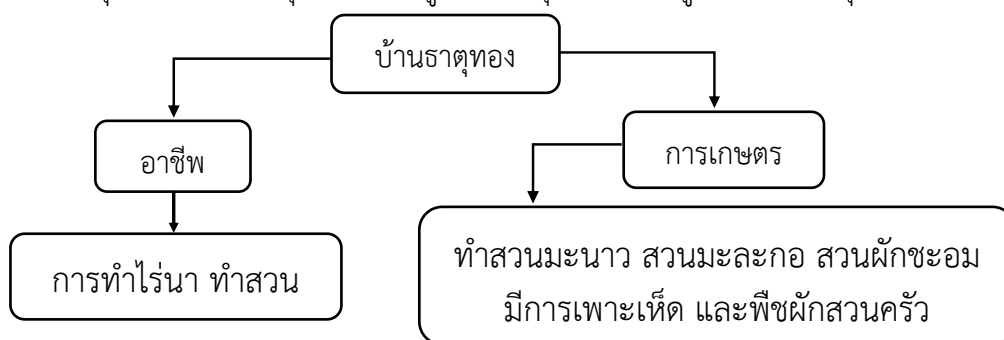 บ้านธาตุทอง
อาชีพ
การเกษตร
การทำไร่นา ทำสวน
ทำสวนมะนาว สวนมะละกอ สวนผักชะอม
มีการเพาะเห็ด และพืชผักสวนครัว